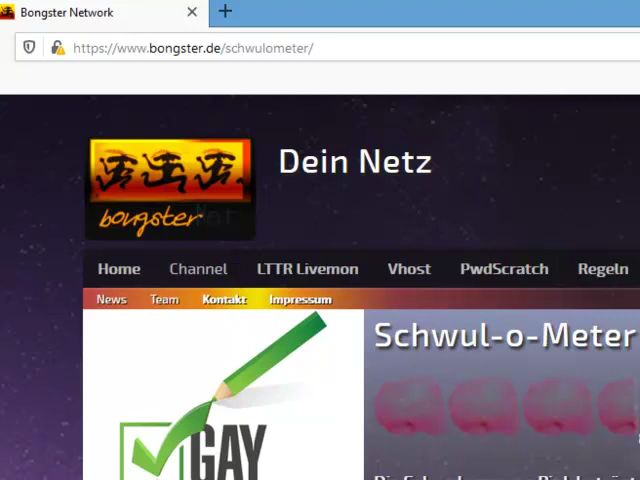 Bongster Network
https://www.bongster.de/schwulometer/
Dein Netz
bongster
Home Channel LTTR Livemon Vhost PwdScratch Regeln
News Team Kontakt Impressum
Schwul-o-Meter
GAY